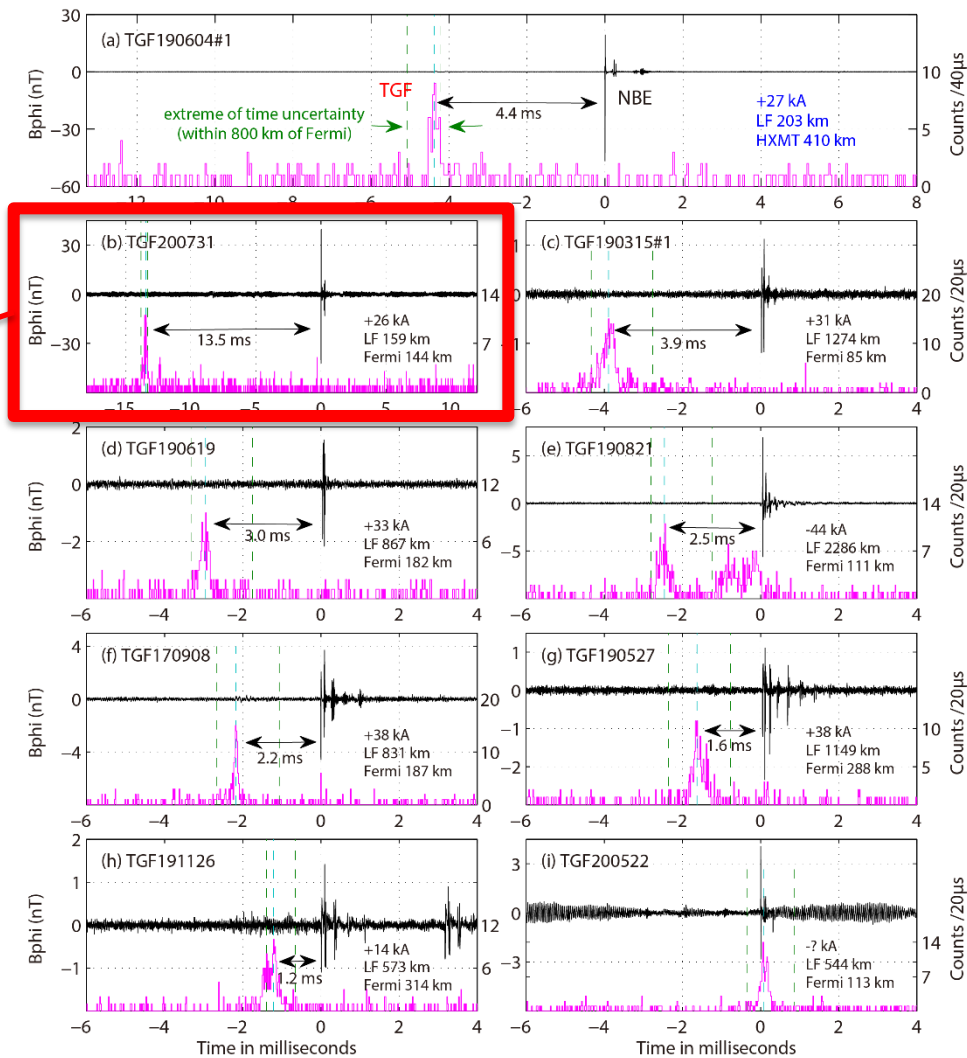 30
(a) TGF190604#1
Bphi (nT)
0
10
TGF
NBE
extreme of time uncertainty
(within 800 km of Fermi)
4.4 ms
+27 kA
LF 203 km
HXMT 410 km
−30
5
−60
0
Counts /40μs
−12 −10 −8 −6 −4 −2 0 2 4 6 8
30
(b) TGF200731
Bphi (nT)
0
14
13.5 ms
+26 kA
LF 159 km
Fermi 144 km
−30
7
−15 −10 −5 0 5 10
1
(c) TGF190315#1
0
20
3.9 ms
+31 kA
LF 1274 km
Fermi 85 km
−1
10
0
Counts /20μs
−6 −4 −2 0 2 4
2
(d) TGF190619
Bphi (nT)
0
12
3.0 ms
+33 kA
LF 867 km
Fermi 182 km
−2
6
−6 −4 −2 0 2 4
5
(e) TGF190821
0
14
2.5 ms
-44 kA
LF 2286 km
Fermi 111 km
−5
7
0
Counts /20μs
−6 −4 −2 0 2 4
4
(f) TGF170908
Bphi (nT)
0
20
2.2 ms
+38 kA
LF 831 km
Fermi 187 km
−4
10
0
−6 −4 −2 0 2 4
1
(g) TGF190527
0
−1
10
1.6 ms
+38 kA
LF 1149 km
Fermi 288 km
−2
5
0
Counts /20μs
−6 −4 −2 0 2 4
2
(h) TGF191126
Bphi (nT)
1
0
12
1.2 ms
+14 kA
LF 573 km
Fermi 314 km
−1
6
−6 −4 −2 0 2 4
Time in milliseconds
3
(i) TGF200522
0
-? kA
LF 544 km
Fermi 113 km
14
−3
7
Counts /20μs
−6 −4 −2 0 2 4
Time in milliseconds